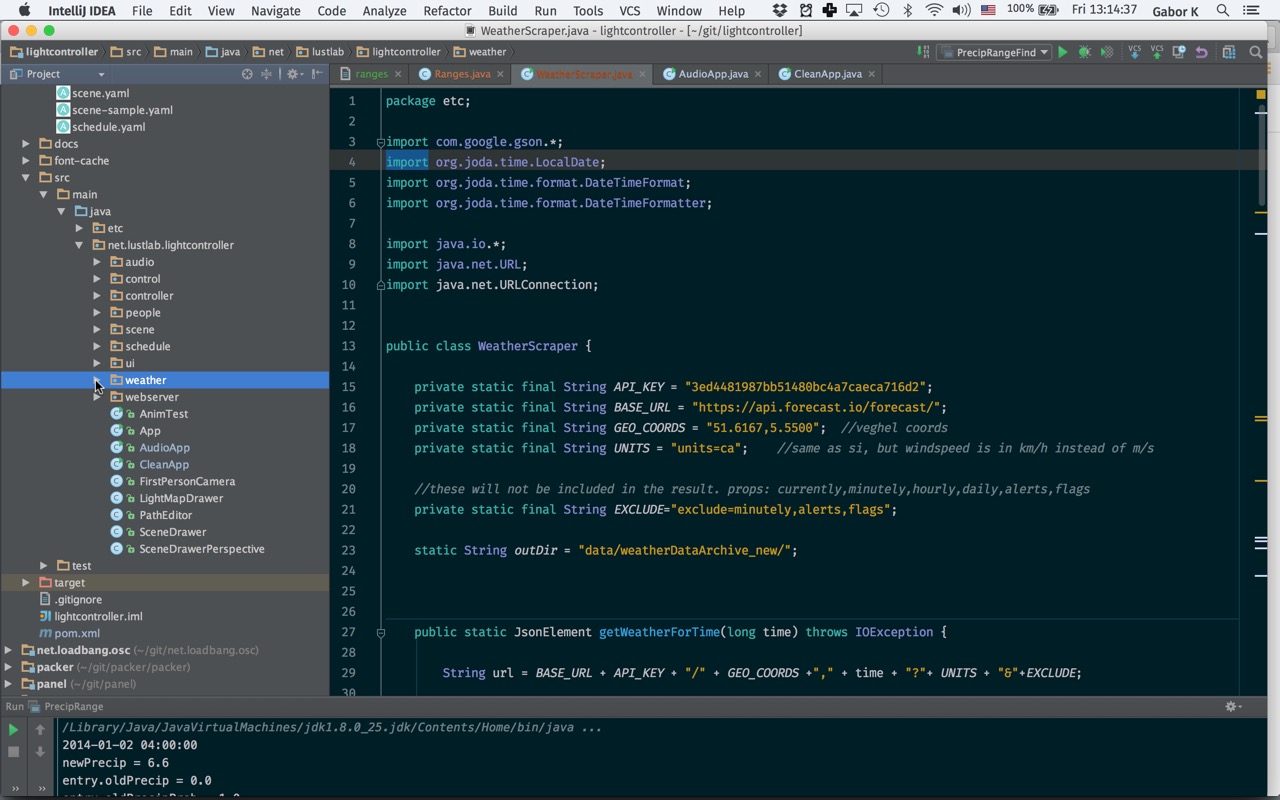 IntelliJ IDEA File Edit View Navigate Code Analyze Refactor Build Run Tools VCS Window Help 100% Fri 13:14:37 Gabor K
WeatherScraper.java - lightcontroller - [~/git/lightcontroller]
lightcontroller src main java net lustlab lightcontroller weather PrecipRangeFind VCS VCS
Project ranges Ranges.java WeatherScraper.java AudioApp.java CleanApp.java
scene.yaml
scene-sample.yaml
schedule.yaml
docs
font-cache
src
main
java
etc
net.lustlab.lightcontroller
audio
control
controller
people
scene
schedule
ui
weather
webserver
AnimTest
App
AudioApp
CleanApp
FirstPersonCamera
LightMapDrawer
PathEditor
SceneDrawer
SceneDrawerPerspective
test
target
.gitignore
lightcontroller.iml
pom.xml
net.loadbang.osc (~/git/net.loadbang.osc)
packer (~/git/packer/packer)
panel (~/git/panel)
1 package etc;
2
3 import com.google.gson.*;
4 import org.joda.time.LocalDate;
5 import org.joda.time.format.DateTimeFormat;
6 import org.joda.time.format.DateTimeFormatter;
7
8 import java.io.*;
9 import java.net.URL;
10 import java.net.URLConnection;
11
12
13 public class WeatherScraper {
14
15 private static final String API_KEY = "3ed4481987bb51480bc4a7caeca716d2";
16 private static final String BASE_URL = "https://api.forecast.io/forecast/";
17 private static final String GEO_COORDS = "51.6167,5.5500"; //veghel coords
18 private static final String UNITS = "units=ca"; //same as si, but windspeed is in km/h instead of m/s
19
20 //these will not be included in the result. props: currently,minutely,hourly,daily,alerts,flags
21 private static final String EXCLUDE="exclude=minutely,alerts,flags";
22
23 static String outDir = "data/weatherDataArchive_new/";
24
25
26
27 public static JsonElement getWeatherForTime(long time) throws IOException {
28
29 String url = BASE_URL + API_KEY + "/" + GEO_COORDS +"," + time + "?"+ UNITS + "&"+EXCLUDE;
30
Run PrecipRange
/Library/Java/JavaVirtualMachines/jdk1.8.0_25.jdk/Contents/Home/bin/java ...
2014-01-02 04:00:00
newPrecip = 6.6
entry.oldPrecip = 0.0